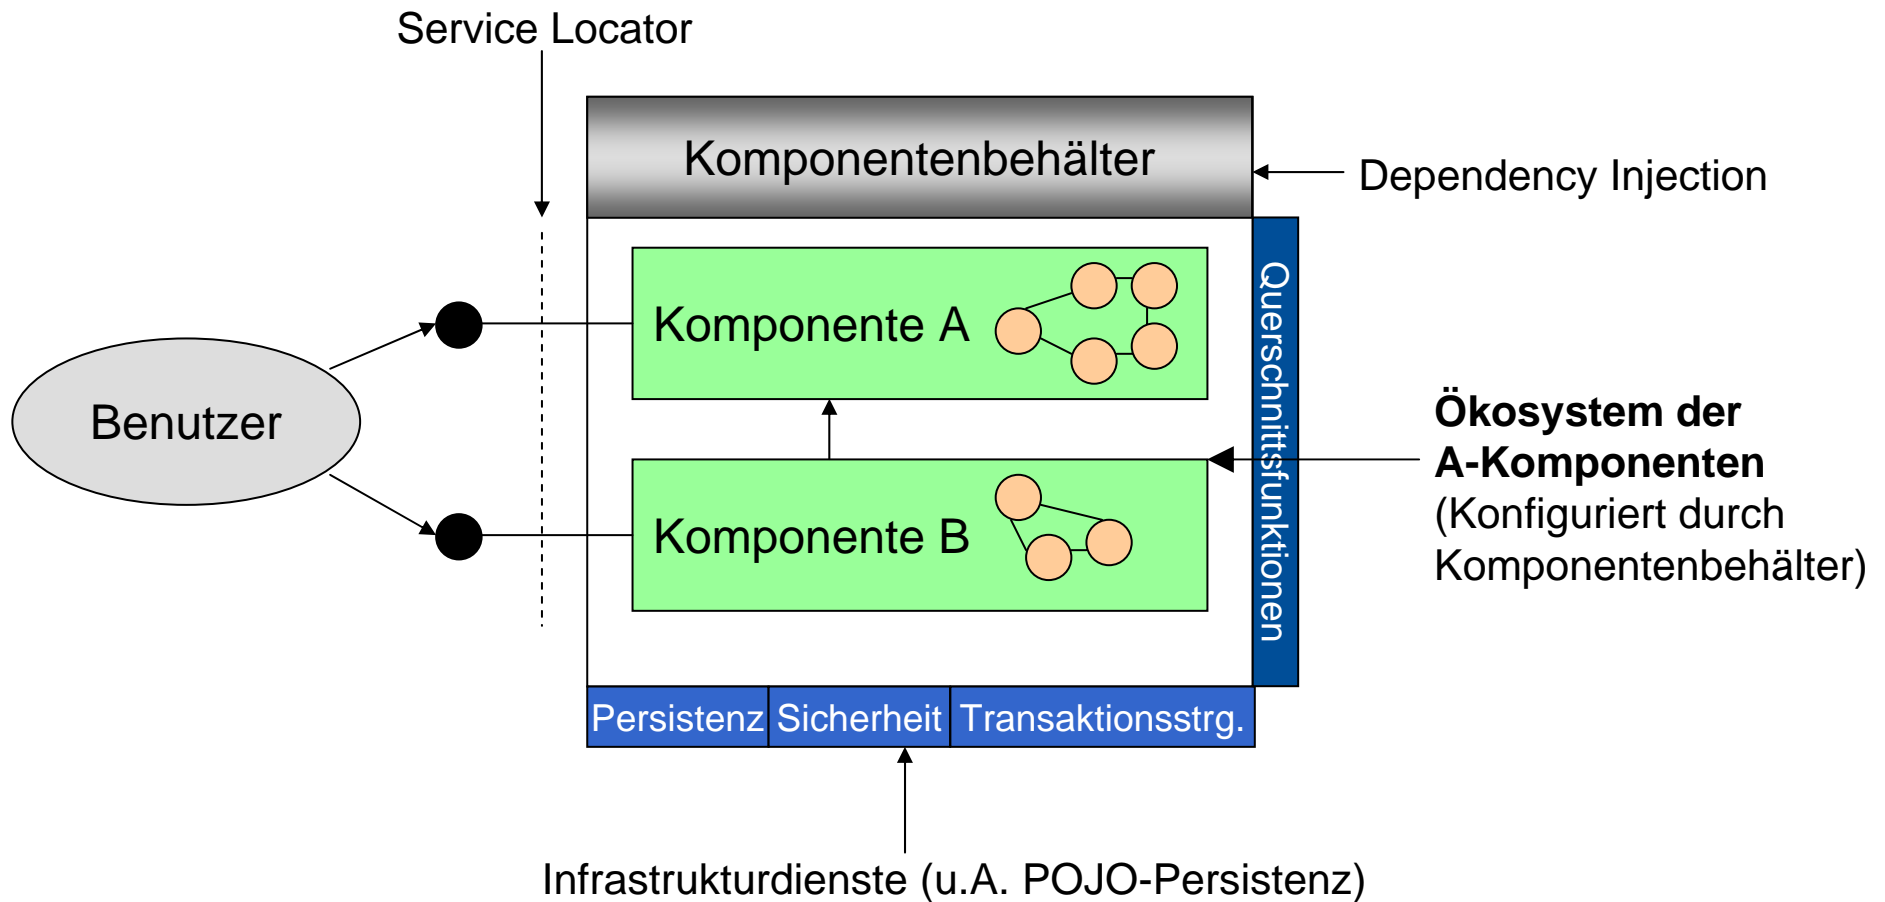 Service Locator
Komponentenbehälter
Dependency Injection
Komponente A
Querschnittsfunktionen
Benutzer
Ökosystem der
A-Komponenten
(Konfiguriert durch
Komponentenbehälter)
Komponente B
Persistenz
Sicherheit
Transaktionsstrg.
Infrastrukturdienste (u.A. POJO-Persistenz)